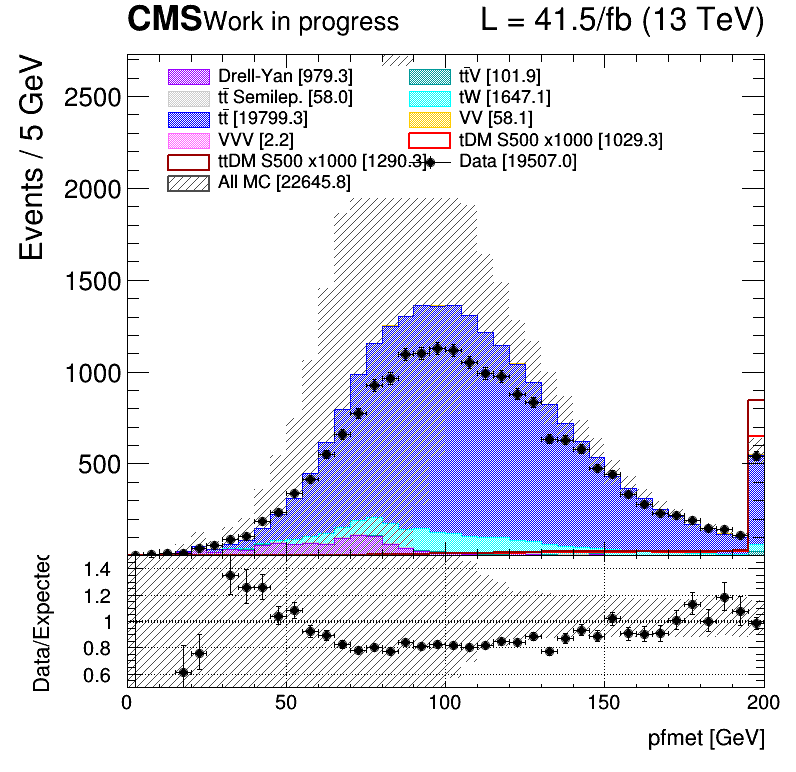 CMS Work in progress L = 41.5/fb (13 TeV)
Events / 5 GeV
2500
2000
1500
1000
500
Drell-Yan [979.3]
tt̄V [101.9]
tt̄ Semilep. [58.0]
tW [1647.1]
tt̄ [19799.3]
VV [58.1]
VVV [2.2]
tDM S500 x1000 [1029.3]
ttDM S500 x1000 [1290.3]
Data [19507.0]
All MC [22645.8]
Data/Expected
1.4
1.2
1
0.8
0.6
0 50 100 150 200
pfmet [GeV]